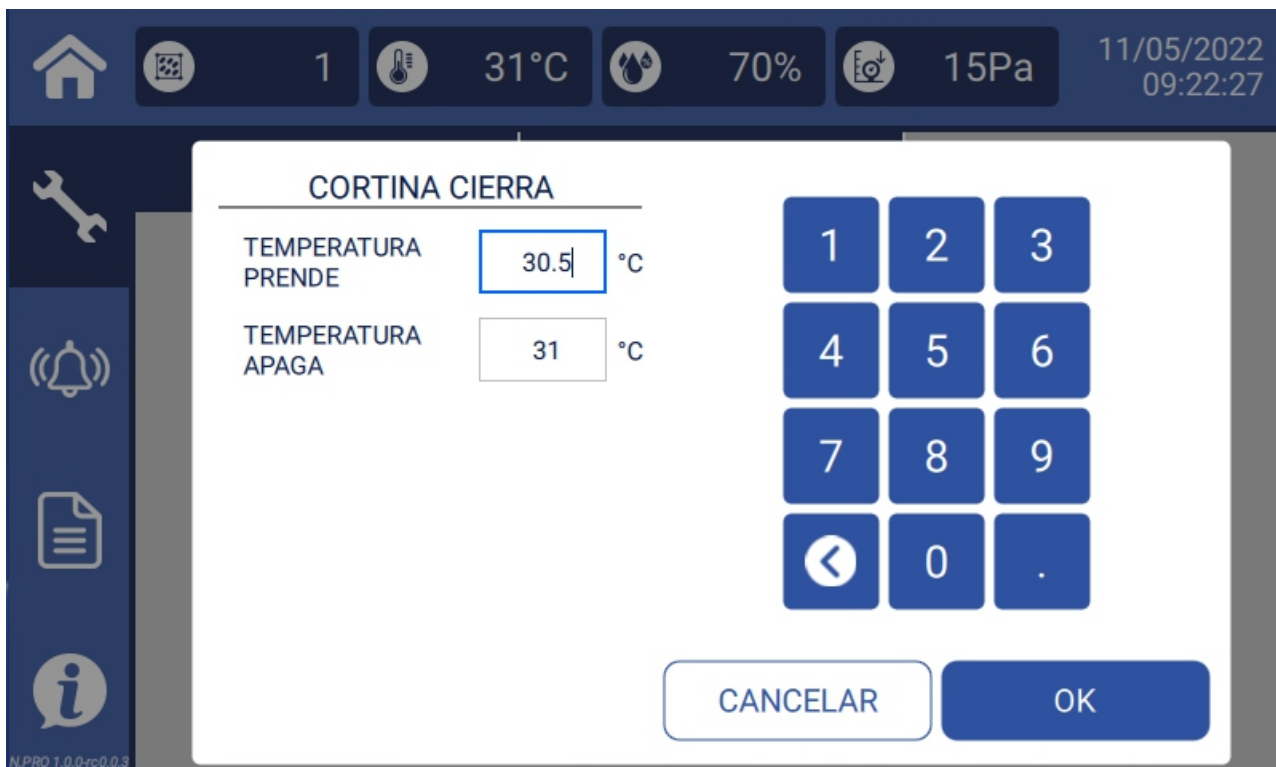 1 31°C 70% 15Pa 11/05/2022
09:22:27
CORTINA CIERRA
TEMPERATURA
PRENDE
30.5 °C
TEMPERATURA
APAGA
31 °C
1 2 3
4 5 6
7 8 9
0 .
CANCELAR OK
N.PRO 1.0.0-rc0.0.3